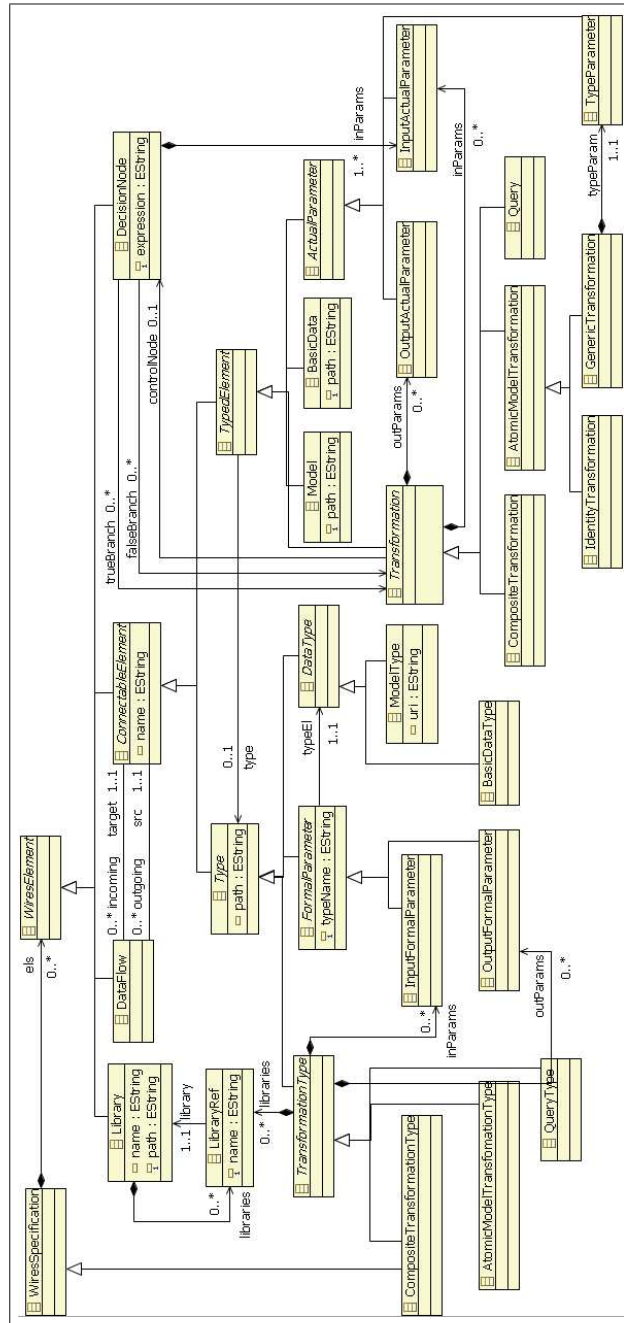 WiresSpecification
els
0..*
WiresElement
Library
name : EString
path : EString
DataFlow
0..* incoming
target 1..1
0..* outgoing
src 1..1
ConnectableElement
name : EString
DecisionNode
expression : EString
1..1
library
0..*
libraries
LibraryRef
name : EString
0..*
libraries
trueBranch 0..*
falseBranch 0..*
controlNode 0..1
inParams
1..*
Type
path : EString
0..1
type
TypedElement
TransformationType
FormalParameter
typeName : EString
typeEl
1..1
DataType
Model
path : EString
BasicData
path : EString
ActualParameter
CompositeTransformationType
AtomicModelTransfomationType
QueryType
0..*
inParams
InputFormalParameter
OutputFormalParameter
outParams
0..*
BasicDataType
ModelType
uri : EString
Transformation
outParams
0..*
OutputActualParameter
InputActualParameter
inParams
0..*
CompositeTransformation
AtomicModelTransformation
Query
IdentityTransformation
GenericTransformation
typeParam
1..1
TypeParameter